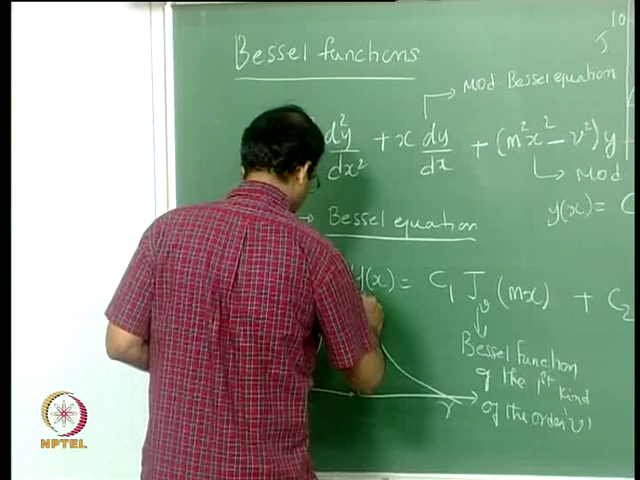 10
Bessel functions
Mod Bessel equation
d²y/dx² + x dy/dx + (m²x² - ν²) y
Mod
y(x) = C
Bessel equation
y(x) = C₁ Jν (mx) + C₂
Bessel Function
of the 1st kind
of the order 'ν'
NPTEL